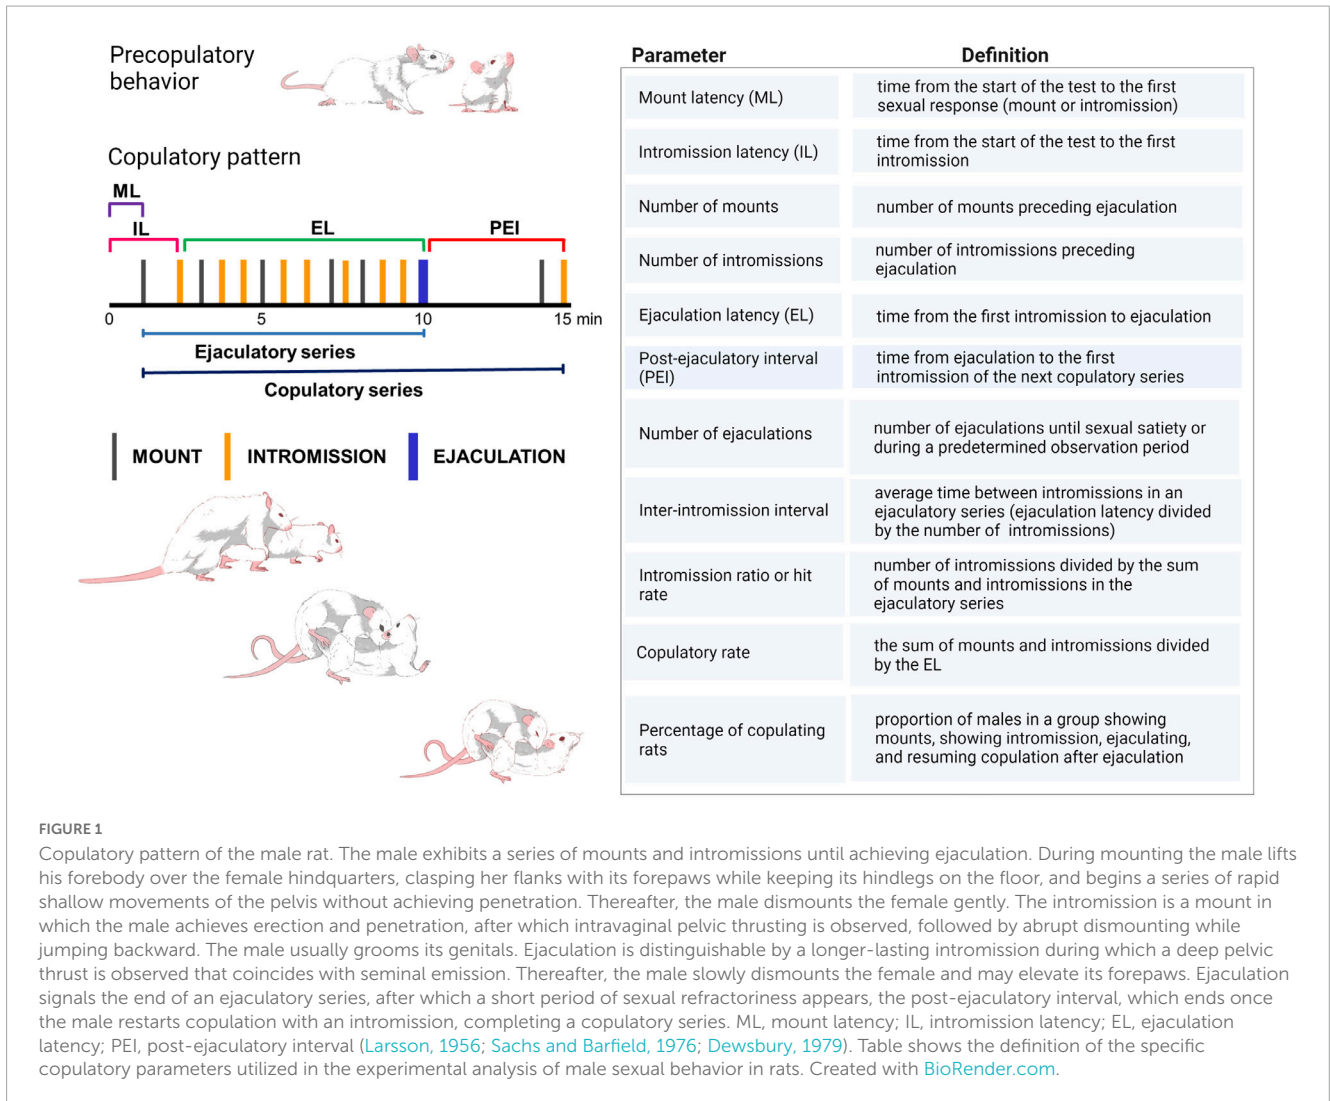 Precopulatory
behavior
Copulatory pattern
ML
IL
EL
PEI
0
5
10
15 min
Ejaculatory series
Copulatory series
MOUNT
INTROMISSION
EJACULATION
Parameter
Definition
Mount latency (ML)
time from the start of the test to the first
sexual response (mount or intromission)
Intromission latency (IL)
time from the start of the test to the first
intromission
Number of mounts
number of mounts preceding ejaculation
Number of intromissions
number of intromissions preceding
ejaculation
Ejaculation latency (EL)
time from the first intromission to ejaculation
Post-ejaculatory interval
(PEI)
time from ejaculation to the first
intromission of the next copulatory series
Number of ejaculations
number of ejaculations until sexual satiety or
during a predetermined observation period
Inter-intromission interval
average time between intromissions in an
ejaculatory series (ejaculation latency divided
by the number of intromissions)
Intromission ratio or hit
rate
number of intromissions divided by the sum
of mounts and intromissions in the
ejaculatory series
Copulatory rate
the sum of mounts and intromissions divided
by the EL
Percentage of copulating
rats
proportion of males in a group showing
mounts, showing intromission, ejaculating,
and resuming copulation after ejaculation
FIGURE 1
Copulatory pattern of the male rat. The male exhibits a series of mounts and intromissions until achieving ejaculation. During mounting the male lifts
his forebody over the female hindquarters, clasping her flanks with its forepaws while keeping its hindlegs on the floor, and begins a series of rapid
shallow movements of the pelvis without achieving penetration. Thereafter, the male dismounts the female gently. The intromission is a mount in
which the male achieves erection and penetration, after which intravaginal pelvic thrusting is observed, followed by abrupt dismounting while
jumping backward. The male usually grooms its genitals. Ejaculation is distinguishable by a longer-lasting intromission during which a deep pelvic
thrust is observed that coincides with seminal emission. Thereafter, the male slowly dismounts the female and may elevate its forepaws. Ejaculation
signals the end of an ejaculatory series, after which a short period of sexual refractoriness appears, the post-ejaculatory interval, which ends once
the male restarts copulation with an intromission, completing a copulatory series. ML, mount latency; IL, intromission latency; EL, ejaculation
latency; PEI, post-ejaculatory interval (Larsson, 1956; Sachs and Barfield, 1976; Dewsbury, 1979). Table shows the definition of the specific
copulatory parameters utilized in the experimental analysis of male sexual behavior in rats. Created with BioRender.com.